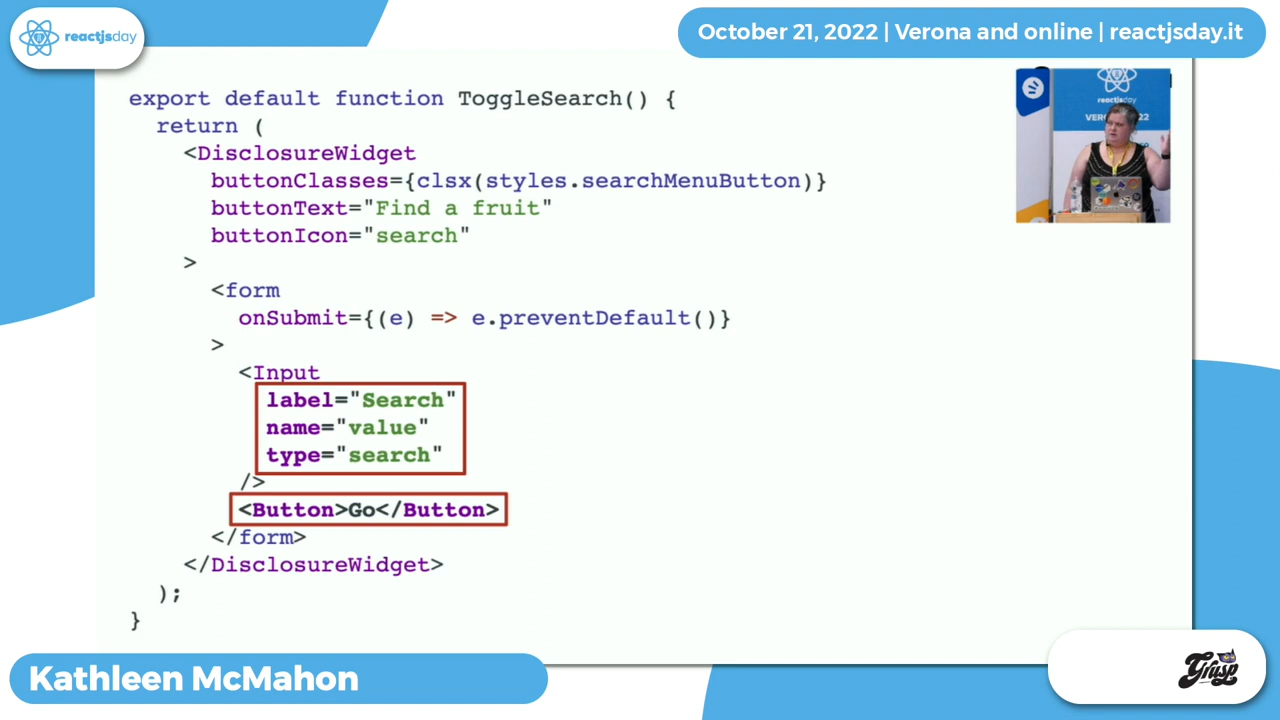 reactjsday
October 21, 2022 | Verona and online | reactjsday.it
export default function ToggleSearch() {
return (
<DisclosureWidget
buttonClasses={clsx(styles.searchMenuButton)}
buttonText="Find a fruit"
buttonIcon="search"
>
<form
onSubmit={(e) => e.preventDefault()}
>
<Input
label="Search"
name="value"
type="search"
/>
<Button>Go</Button>
</form>
</DisclosureWidget>
);
}
reactjsday
Kathleen McMahon
Grusp